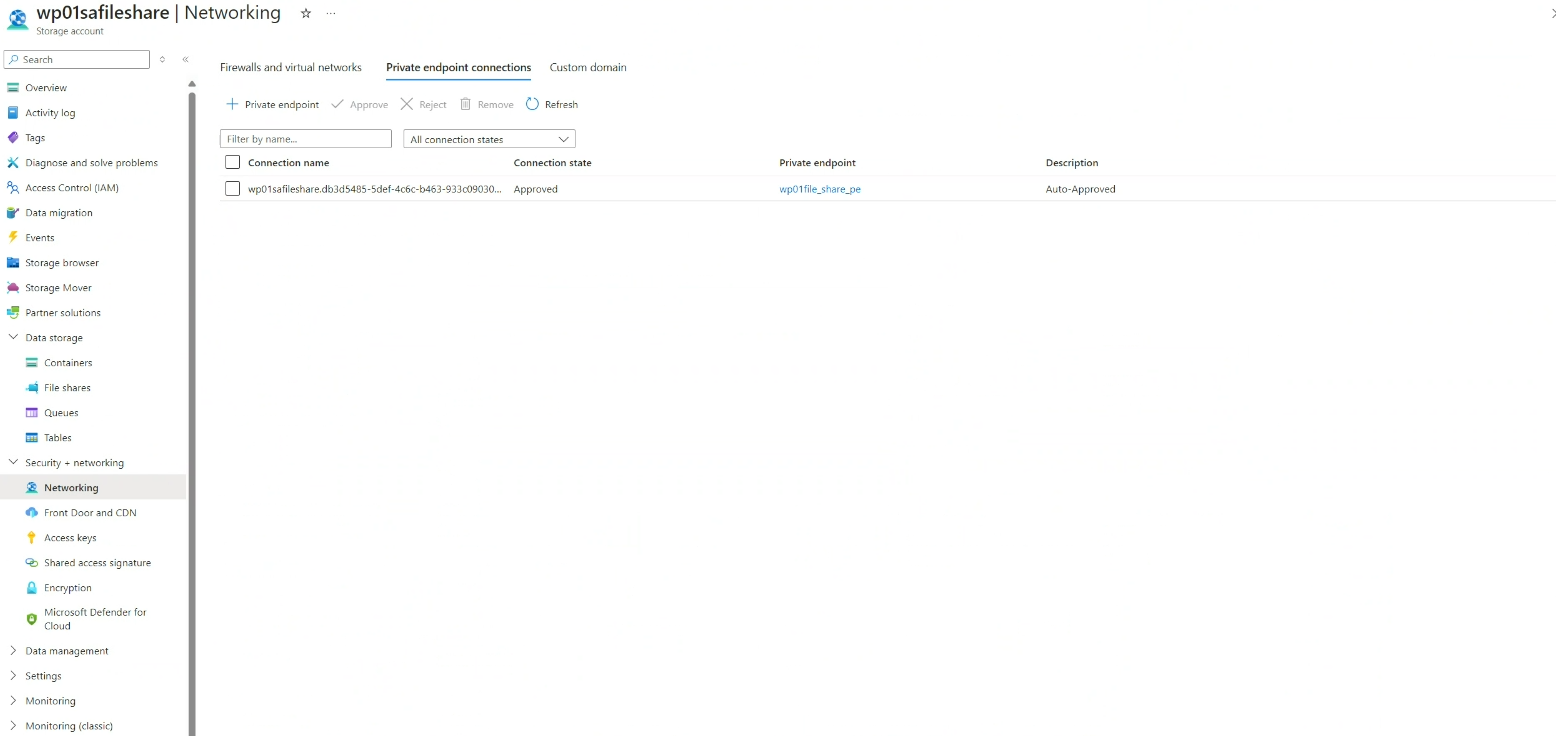 wp01safileshare | Networking
Storage account
Search
Overview
Activity log
Tags
Diagnose and solve problems
Access Control (IAM)
Data migration
Events
Storage browser
Storage Mover
Partner solutions
Data storage
Containers
File shares
Queues
Tables
Security + networking
Networking
Front Door and CDN
Access keys
Shared access signature
Encryption
Microsoft Defender for
Cloud
Data management
Settings
Monitoring
Monitoring (classic)
Firewalls and virtual networks Private endpoint connections Custom domain
Private endpoint Approve Reject Remove Refresh
Filter by name... All connection states
Connection name Connection state Private endpoint Description
wp01safileshare.db3d5485-5def-4c6c-b463-933c09030... Approved wp01file_share_pe Auto-Approved